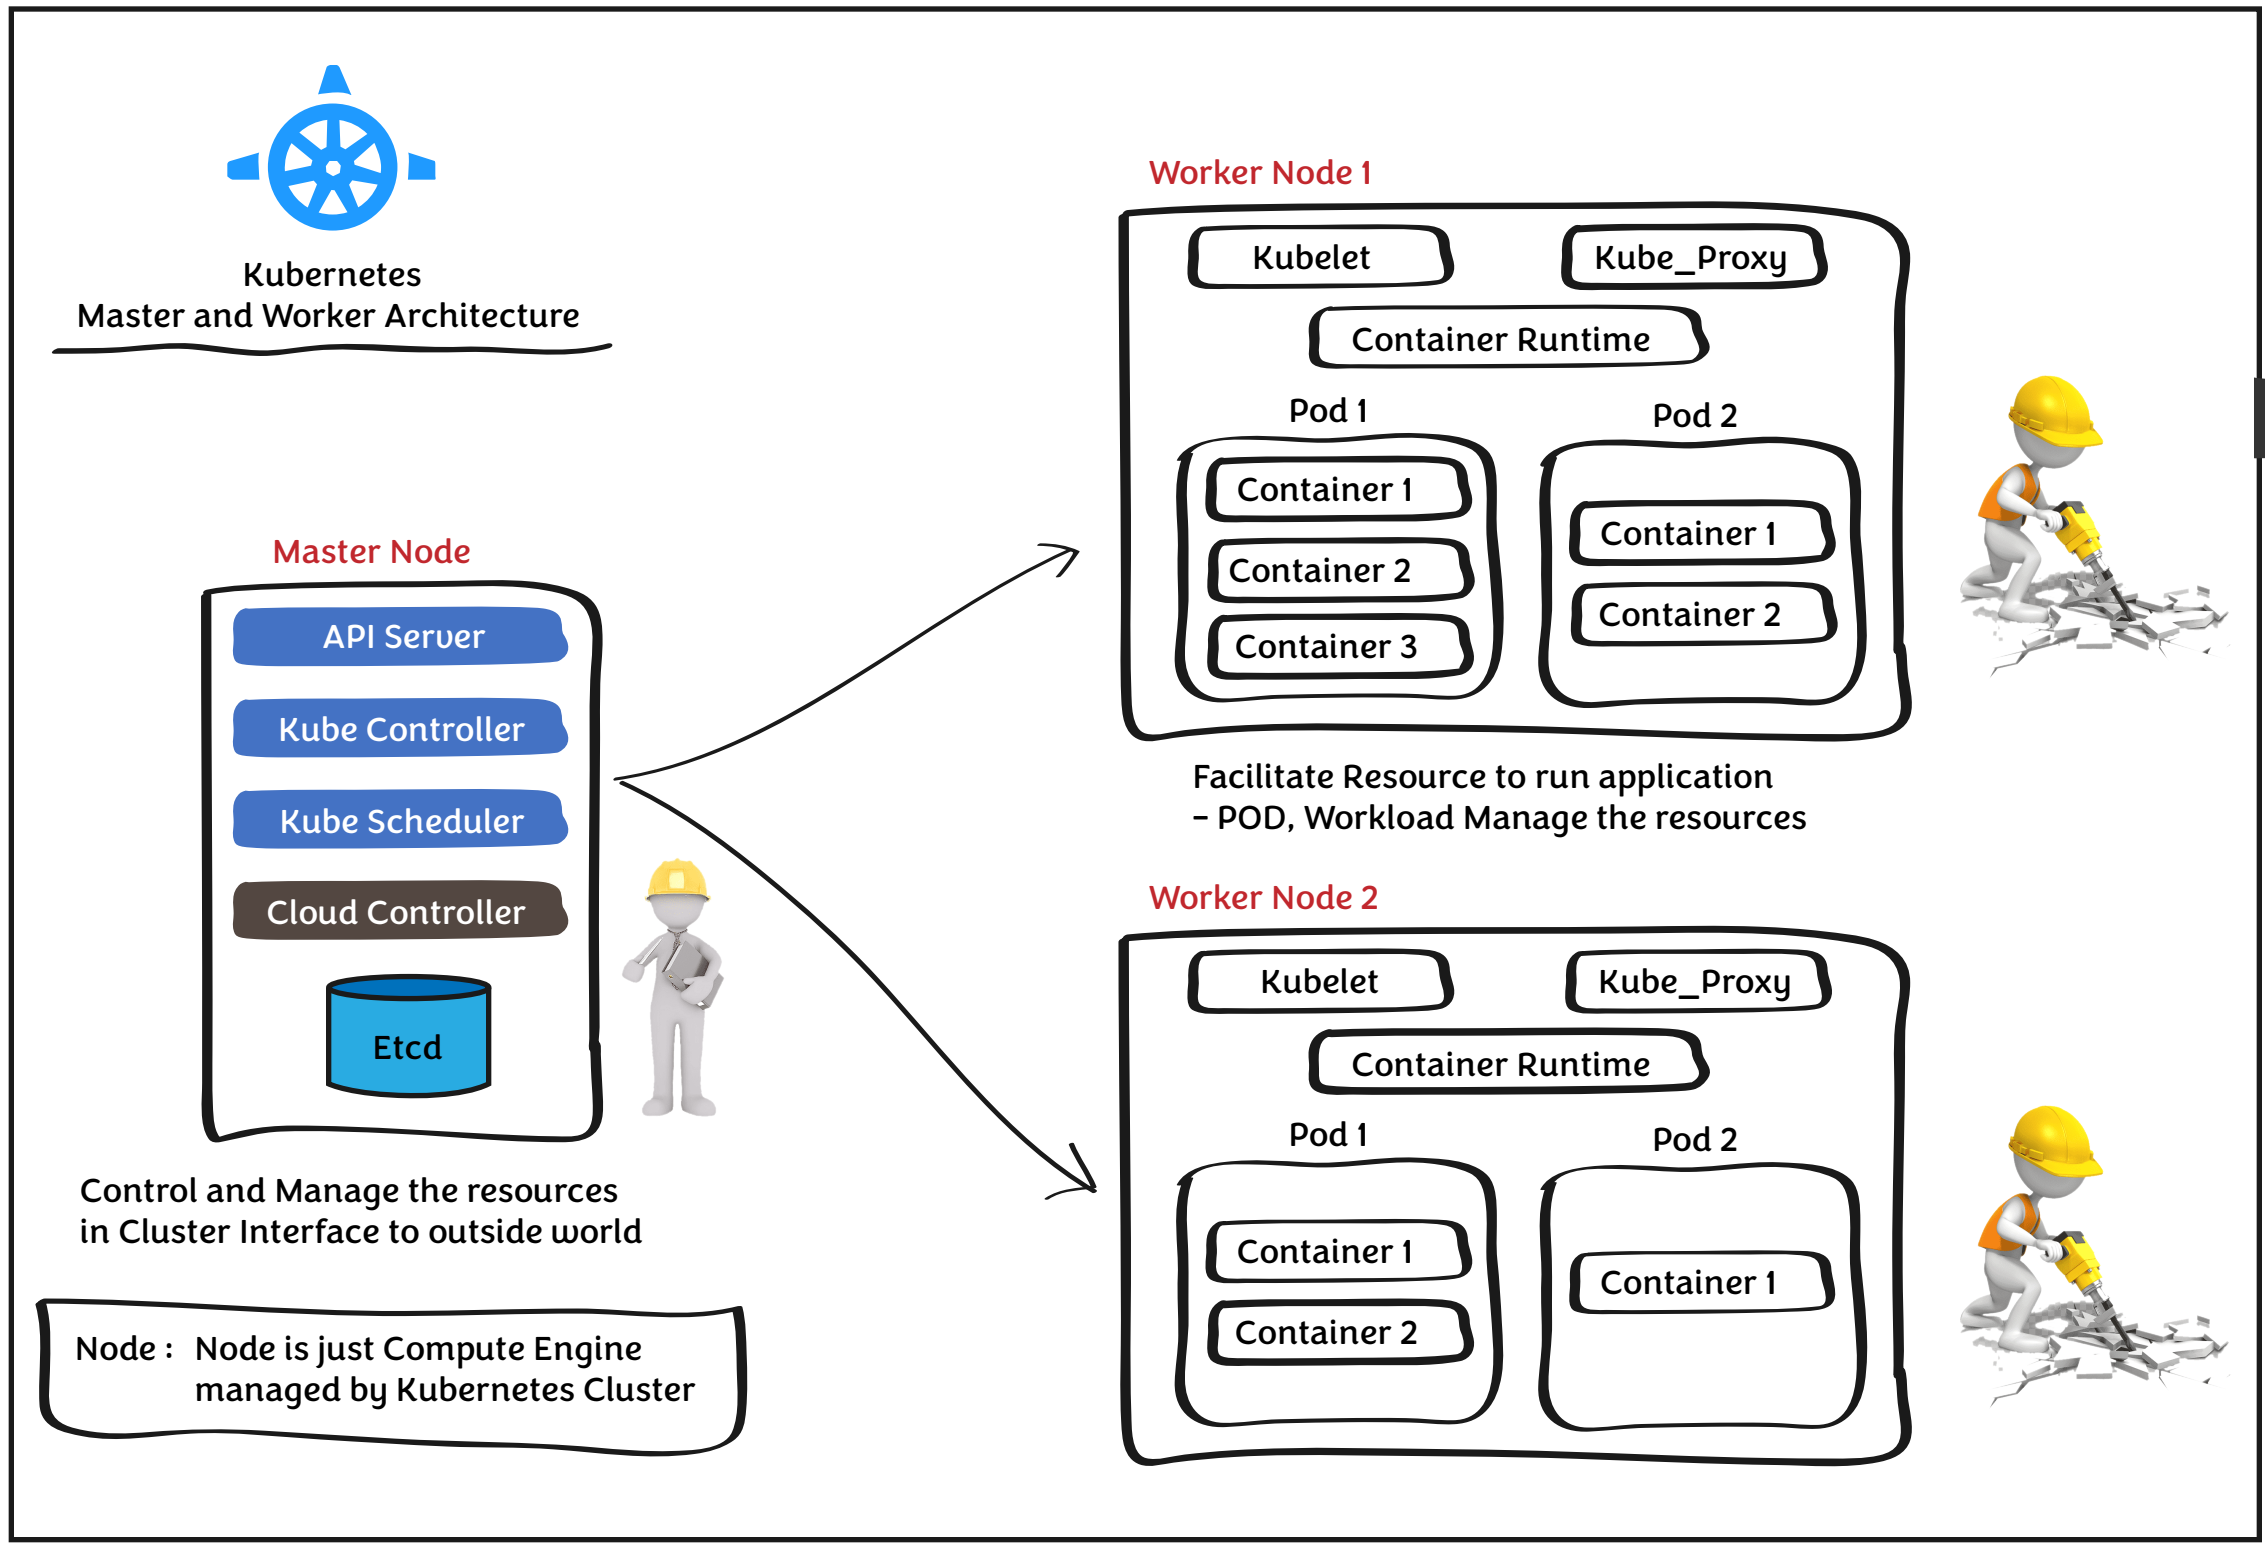 Kubernetes
Master and Worker Architecture
Master Node
API Server
Kube Controller
Kube Scheduler
Cloud Controller
Etcd
Control and Manage the resources
in Cluster Interface to outside world
Node : Node is just Compute Engine
managed by Kubernetes Cluster
Worker Node 1
Kubelet
Kube_Proxy
Container Runtime
Pod 1
Container 1
Container 2
Container 3
Pod 2
Container 1
Container 2
Facilitate Resource to run application
– POD, Workload Manage the resources
Worker Node 2
Kubelet
Kube_Proxy
Container Runtime
Pod 1
Container 1
Container 2
Pod 2
Container 1